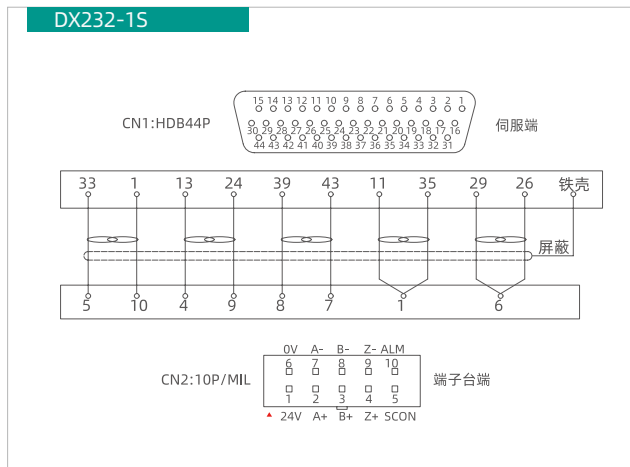 DX232-1S
15 14 13 12 11 10 9 8 7 6 5 4 3 2 1
CN1:HDB44P
30 29 28 27 26 25 24 23 22 21 20 19 18 17 16
伺服端
44 43 42 41 40 39 38 37 36 35 34 33 32 31
33 1 13 24 39 43 11 35 29 26 铁壳
屏蔽
5 10 4 9 8 7 1 6
0V A- B- Z- ALM
6 7 8 9 10
CN2:10P/MIL
端子台端
1 2 3 4 5
24V A+ B+ Z+ SCON